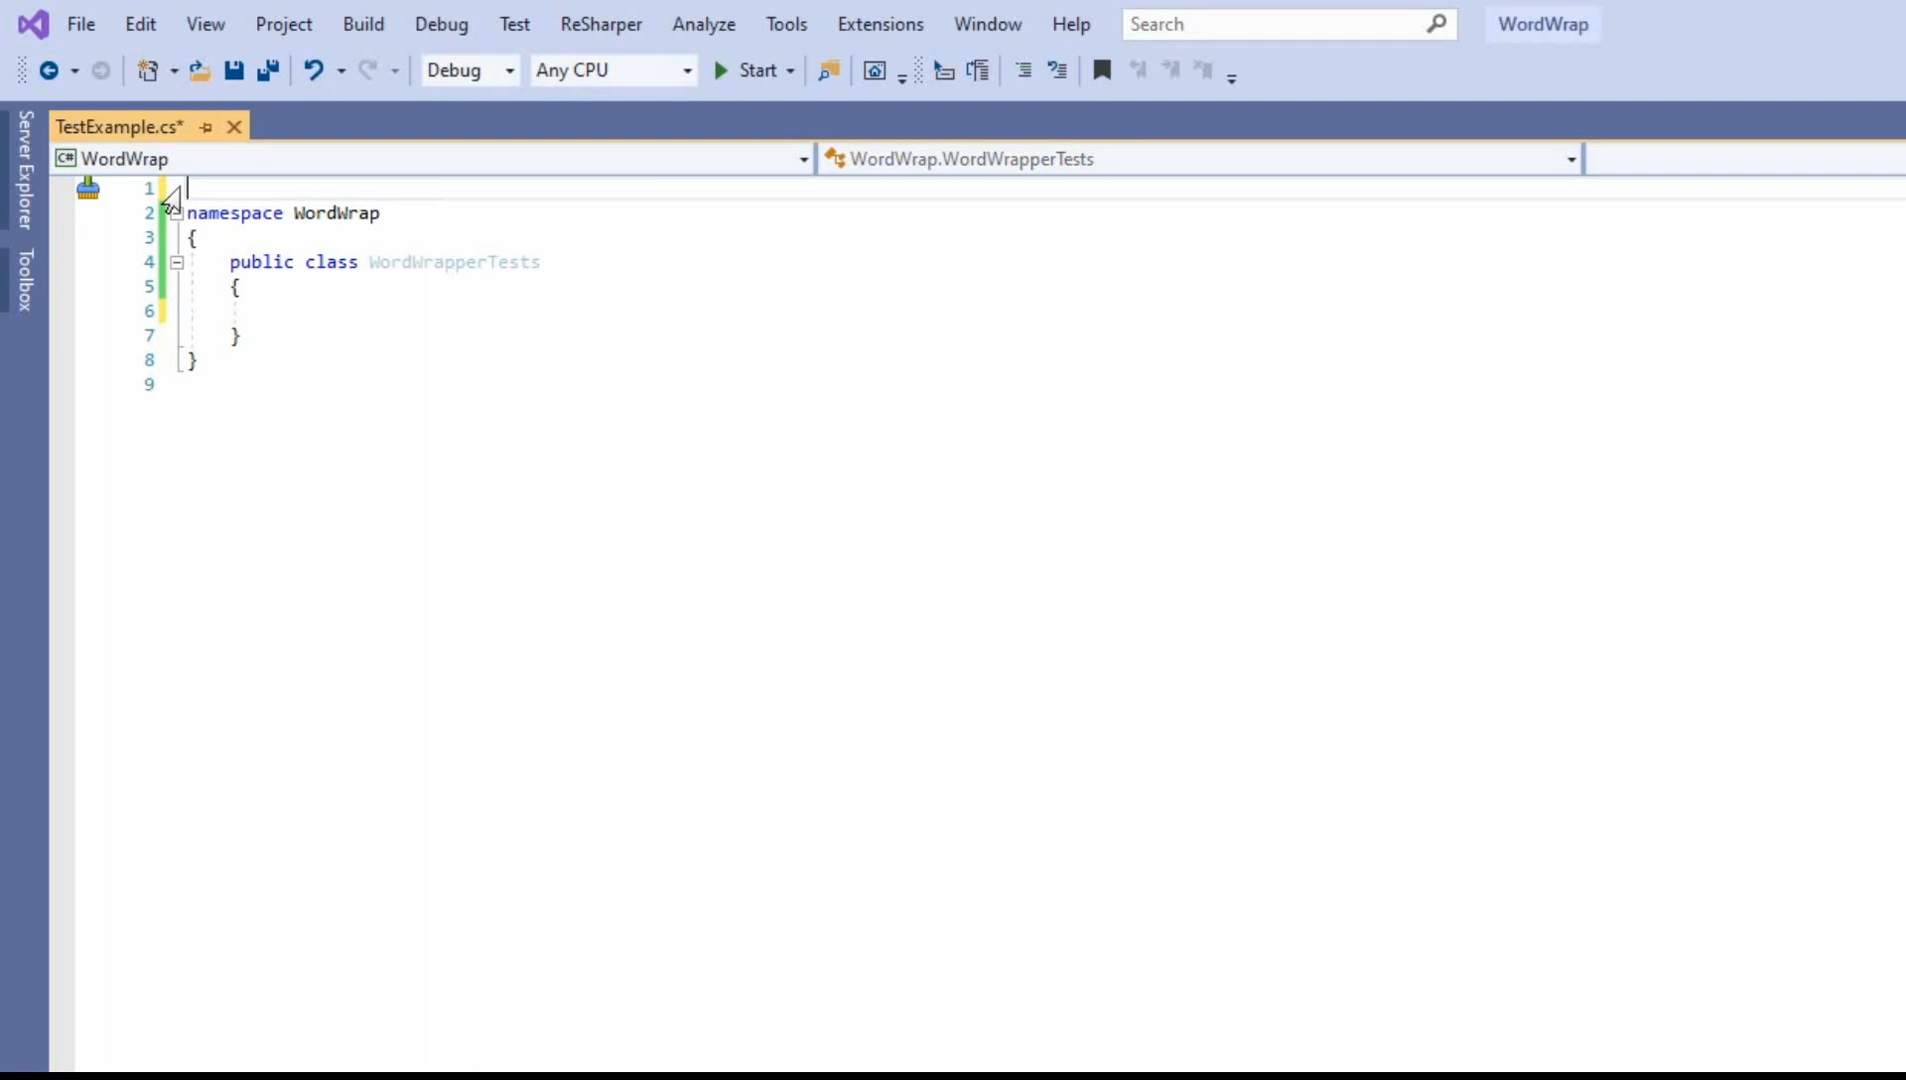 File Edit View Project Build Debug Test ReSharper Analyze Tools Extensions Window Help Search WordWrap
Debug Any CPU Start
Server Explorer
Toolbox
TestExample.cs*
C# WordWrap WordWrap.WordWrapperTests
1
2 namespace WordWrap
3 {
4 public class WordWrapperTests
5 {
6
7 }
8 }
9